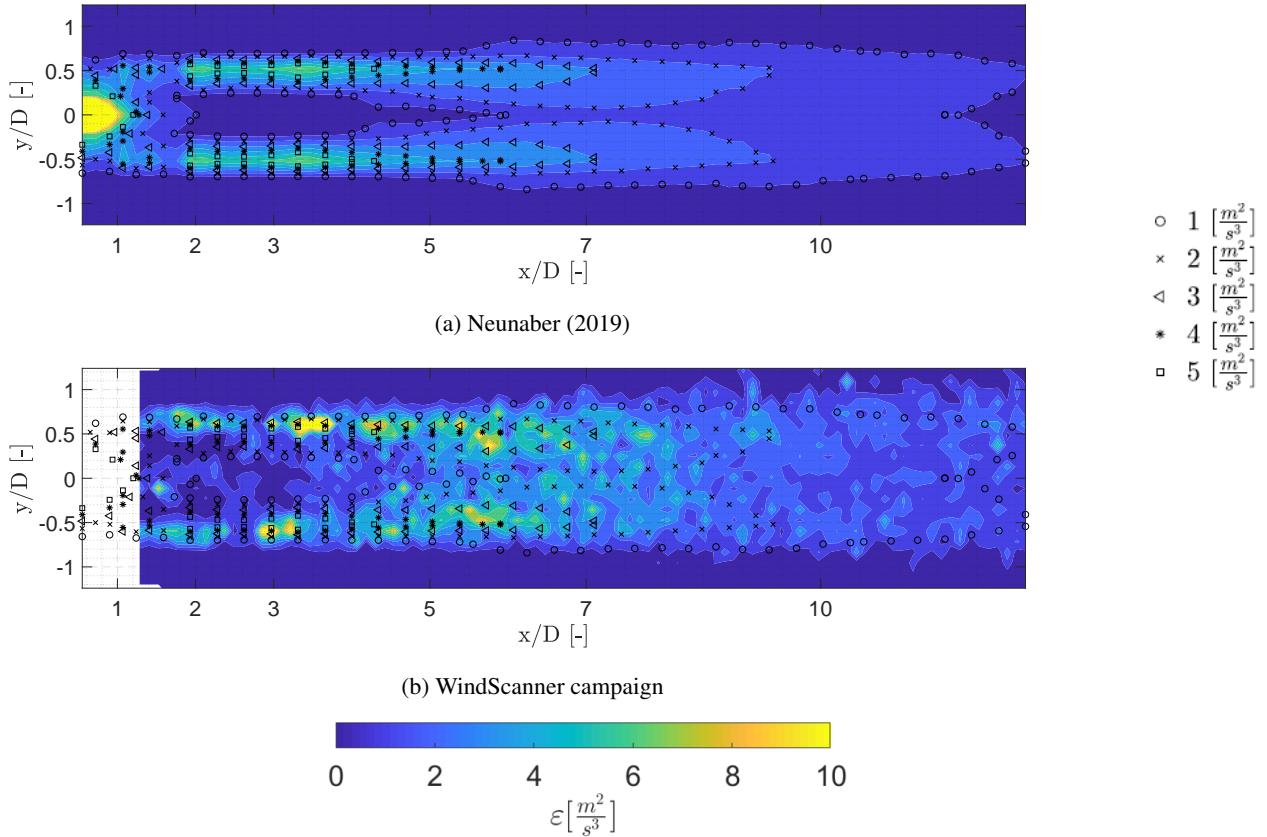 1
0.5
0
-0.5
-1
y/D [-]
1 2 3 5 7 10
x/D [-]
(a) Neunaber (2019)
1 [m²/s³]
2 [m²/s³]
3 [m²/s³]
4 [m²/s³]
5 [m²/s³]
1
0.5
0
-0.5
-1
y/D [-]
1 2 3 5 7 10
x/D [-]
(b) WindScanner campaign
0 2 4 6 8 10
ε[m²/s³]